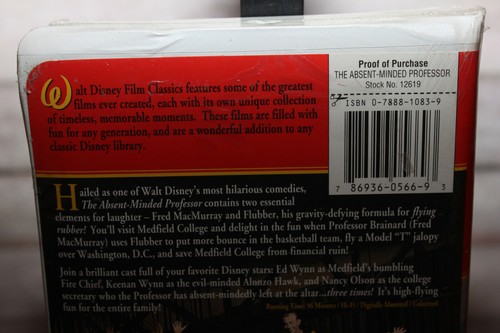 Walt Disney Film Classics features some of the greatest
films ever created, each with its own unique collection
of timeless, memorable moments. These films are filled with
fun for any generation, and are a wonderful addition to any
classic Disney library.
Proof of Purchase
THE ABSENT-MINDED PROFESSOR
Stock No. 12619
ISBN 0-7888-1083-9
7 86936-0566-9 3
Hailed as one of Walt Disney's most hilarious comedies,
The Absent-Minded Professor contains two essential
elements for laughter – Fred MacMurray and Flubber, his gravity-defying formula for flying
rubber! You'll visit Medfield College and delight in the fun when Professor Brainard (Fred
MacMurray) uses Flubber to put more bounce in the basketball team, fly a Model "T" jalopy
over Washington, D.C., and save Medfield College from financial ruin!
Join a brilliant cast full of your favorite Disney stars: Ed Wynn as Medfield's bumbling
Fire Chief, Keenan Wynn as the evil-minded Alonzo Hawk, and Nancy Olson as the college
secretary who the Professor has absent-mindedly left at the altar...three times! It's high-flying
fun for the entire family!
Running Time: 96 Minutes / Hi-Fi / Digitally Mastered / Colorized